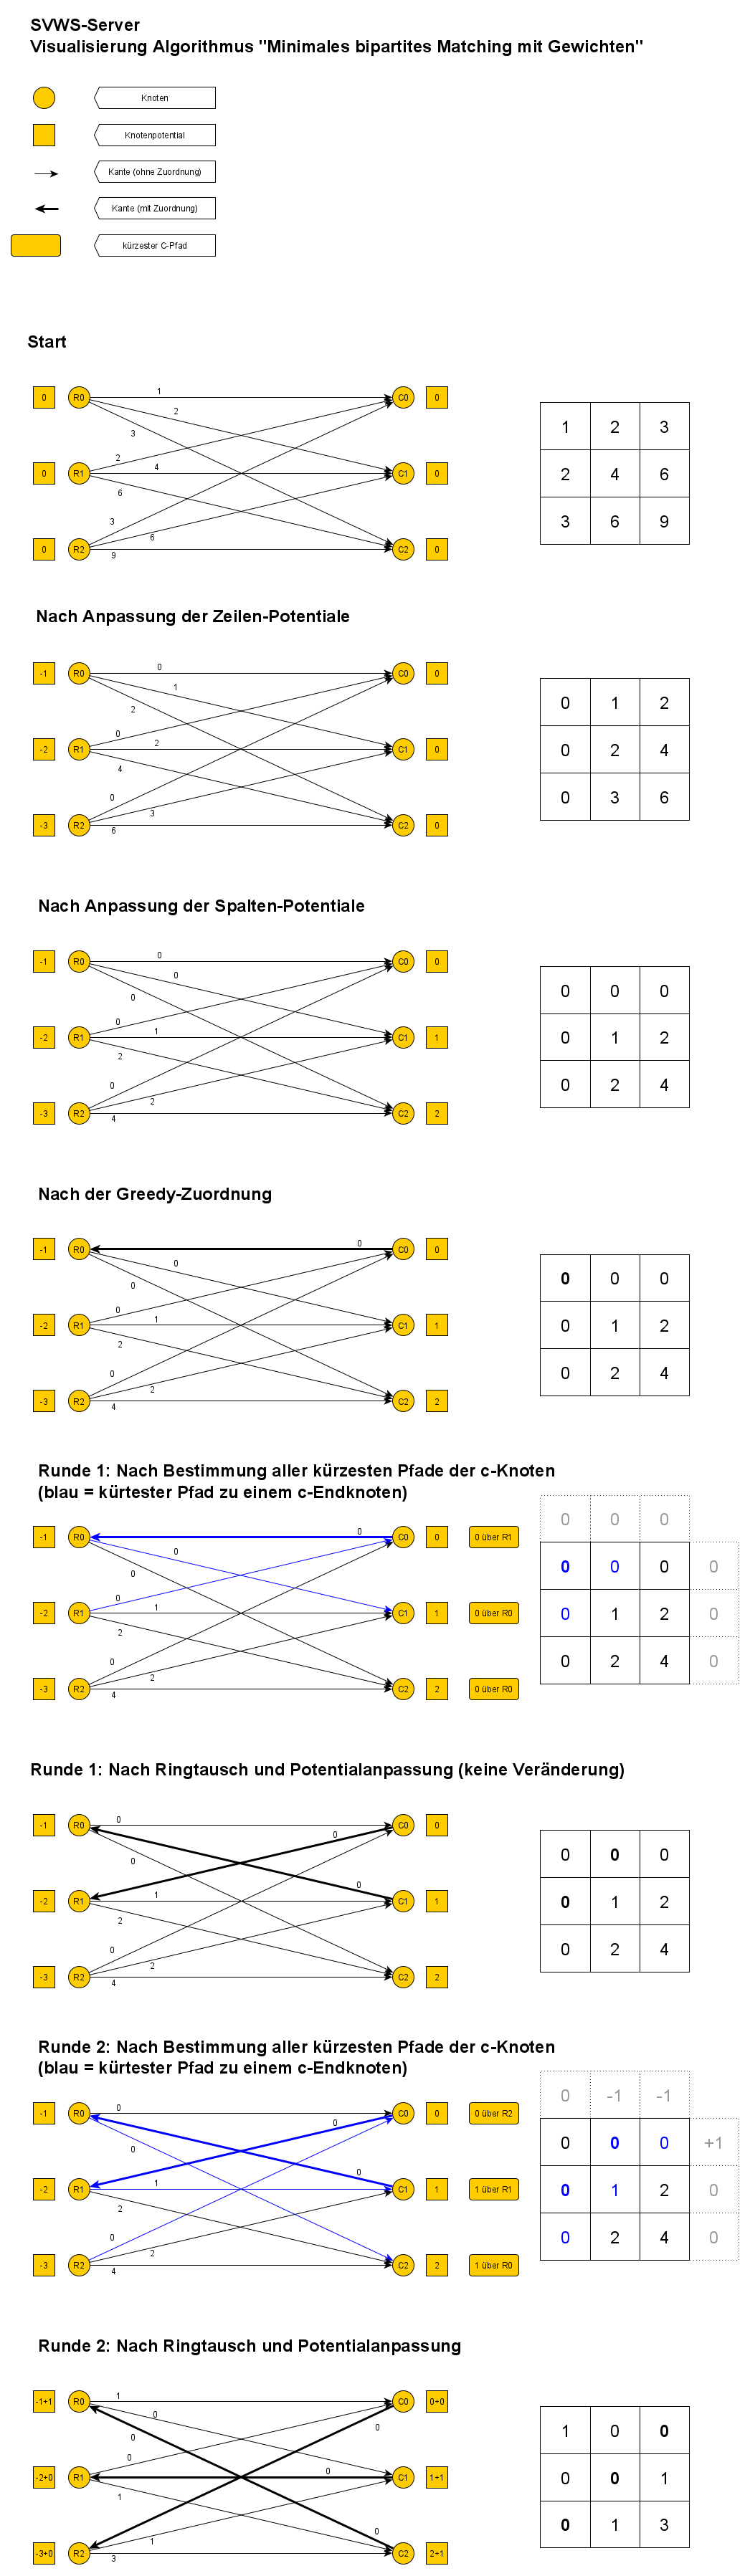 SVWS-Server
Visualisierung Algorithmus "Minimales bipartites Matching mit Gewichten"
Knoten
Knotenpotential
Kante (ohne Zuordnung)
Kante (mit Zuordnung)
kürzester C-Pfad
Start
0 R0 1 2 3 C0 0
0 R1 2 4 6 C1 0
0 R2 3 6 9 C2 0
1 2 3
2 4 6
3 6 9
Nach Anpassung der Zeilen-Potentiale
-1 R0 0 1 2 C0 0
-2 R1 0 2 4 C1 0
-3 R2 0 3 6 C2 0
0 1 2
0 2 4
0 3 6
Nach Anpassung der Spalten-Potentiale
-1 R0 0 0 0 C0 0
-2 R1 0 1 2 C1 1
-3 R2 0 2 4 C2 2
0 0 0
0 1 2
0 2 4
Nach der Greedy-Zuordnung
-1 R0 0 0 0 C0 0
-2 R1 0 1 2 C1 1
-3 R2 0 2 4 C2 2
0 0 0
0 1 2
0 2 4
Runde 1: Nach Bestimmung aller kürzesten Pfade der c-Knoten
(blau = kürtester Pfad zu einem c-Endknoten)
-1 R0 0 0 0 C0 0 0 über R1
-2 R1 0 1 2 C1 1 0 über R0
-3 R2 0 2 4 C2 2 0 über R0
0 0 0
0 0 0 0
0 1 2 0
0 2 4 0
Runde 1: Nach Ringtausch und Potentialanpassung (keine Veränderung)
-1 R0 0 0 0 C0 0
-2 R1 1 2 0 C1 1
-3 R2 0 2 4 C2 2
0 0 0
0 1 2
0 2 4
Runde 2: Nach Bestimmung aller kürzesten Pfade der c-Knoten
(blau = kürtester Pfad zu einem c-Endknoten)
-1 R0 0 0 0 C0 0 0 über R2
-2 R1 1 2 0 C1 1 1 über R1
-3 R2 0 2 4 C2 2 1 über R0
0 -1 -1
0 0 0 +1
0 1 2 0
0 2 4 0
Runde 2: Nach Ringtausch und Potentialanpassung
-1+1 R0 1 0 0 0 C0 0+0
-2+0 R1 0 1 0 C1 1+1
-3+0 R2 1 3 0 C2 2+1
1 0 0
0 0 1
0 1 3